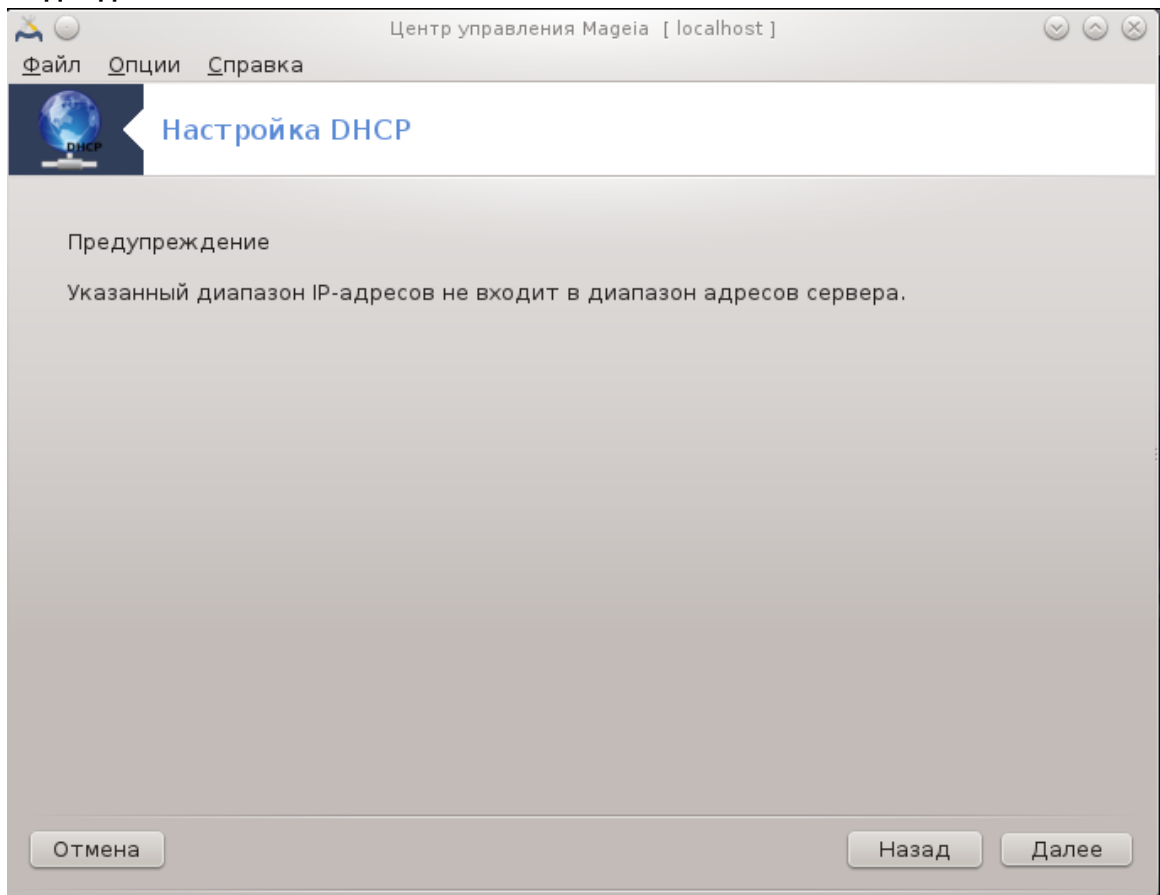 Центр управления Mageia [ localhost ]
Файл Опции Справка
DHCP
Настройка DHCP
Предупреждение
Указанный диапазон IP-адресов не входит в диапазон адресов сервера.
Отмена Назад Далее